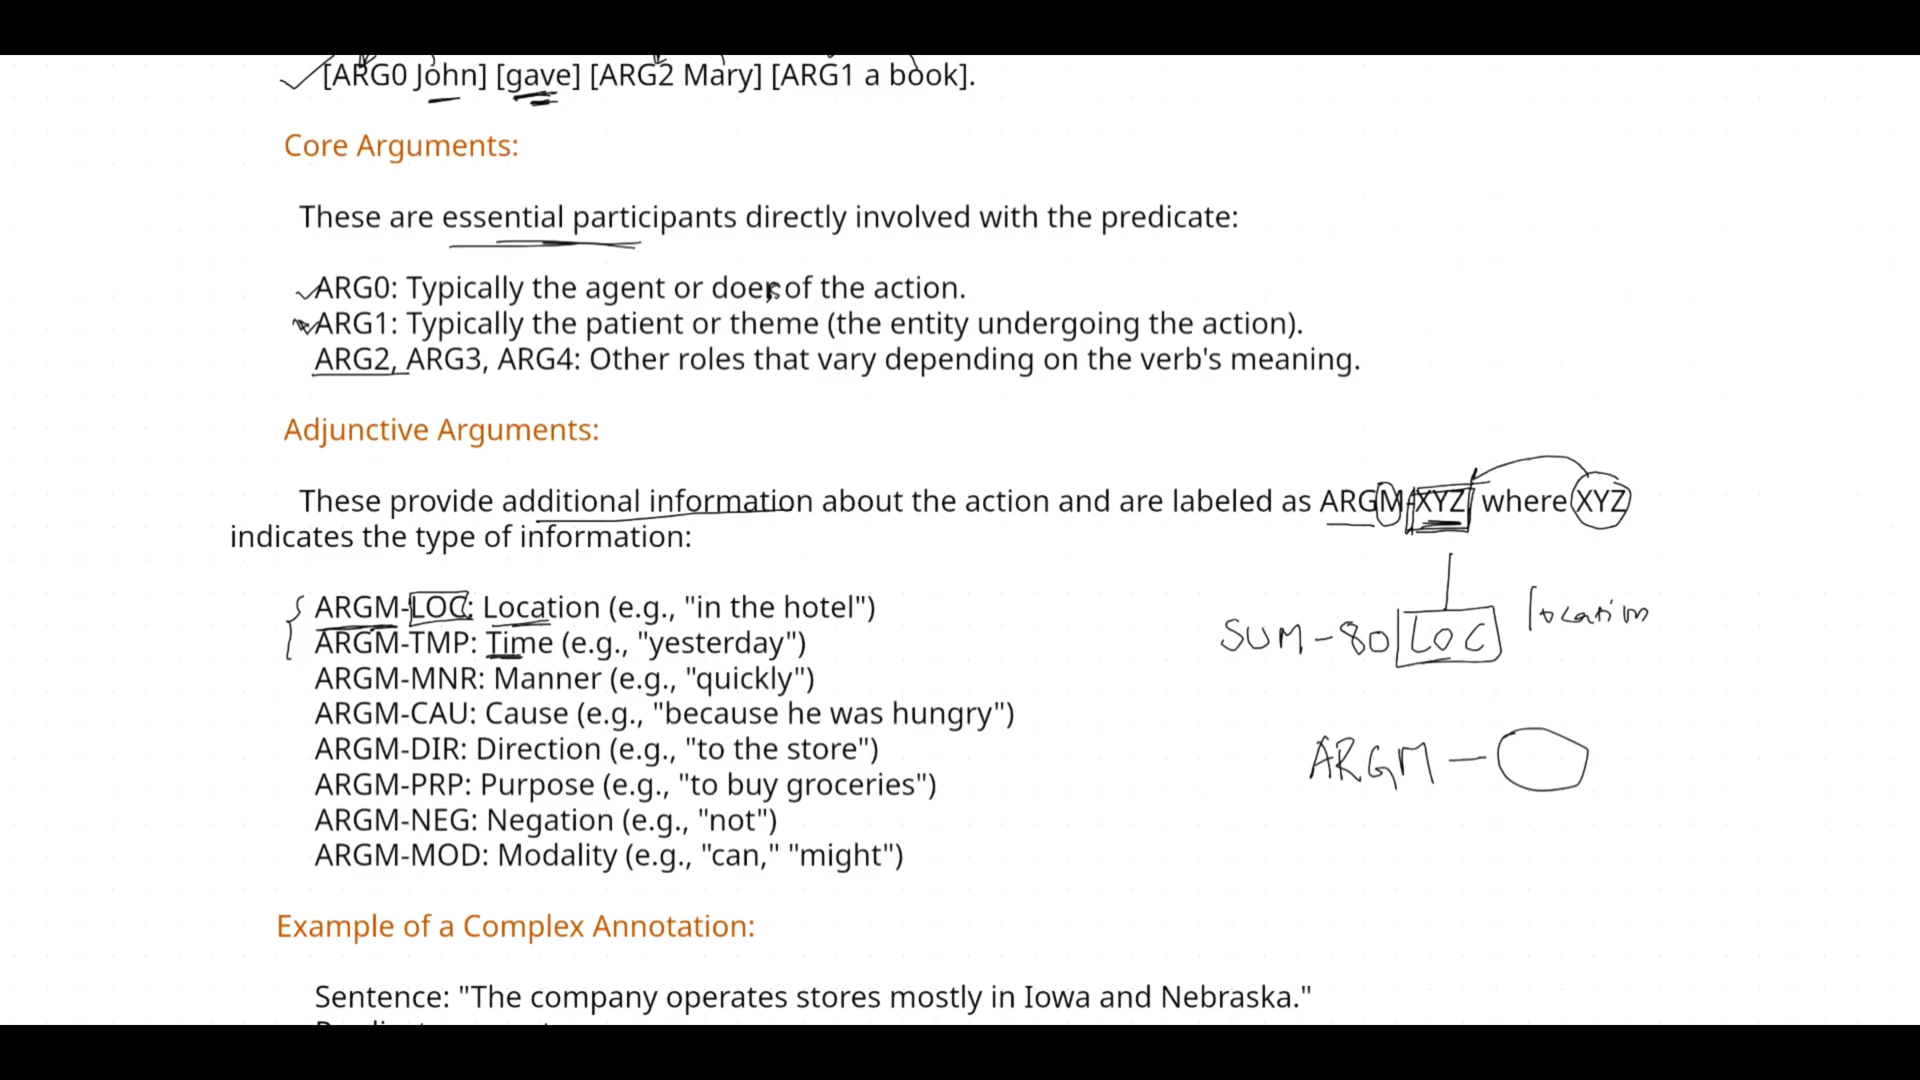 [ARG0 John] [gave] [ARG2 Mary] [ARG1 a book].
Core Arguments:
These are essential participants directly involved with the predicate:
ARG0: Typically the agent or doer of the action.
ARG1: Typically the patient or theme (the entity undergoing the action).
ARG2, ARG3, ARG4: Other roles that vary depending on the verb's meaning.
Adjunctive Arguments:
These provide additional information about the action and are labeled as ARGM-XYZ where XYZ
indicates the type of information:
ARGM-LOC: Location (e.g., "in the hotel")
ARGM-TMP: Time (e.g., "yesterday")
ARGM-MNR: Manner (e.g., "quickly")
ARGM-CAU: Cause (e.g., "because he was hungry")
ARGM-DIR: Direction (e.g., "to the store")
ARGM-PRP: Purpose (e.g., "to buy groceries")
ARGM-NEG: Negation (e.g., "not")
ARGM-MOD: Modality (e.g., "can," "might")
SUM-80 LOC location
ARGM-
Example of a Complex Annotation:
Sentence: "The company operates stores mostly in Iowa and Nebraska."